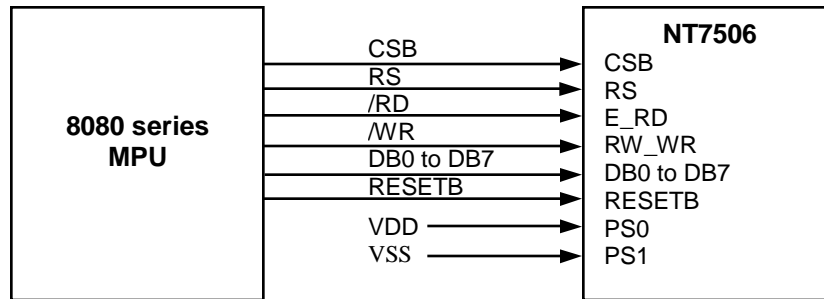 NT7506
CSB
CSB
RS
RS
/RD
E_RD
8080 series
MPU
/WR
RW_WR
DB0 to DB7
DB0 to DB7
RESETB
RESETB
VDD
PS0
VSS
PS1